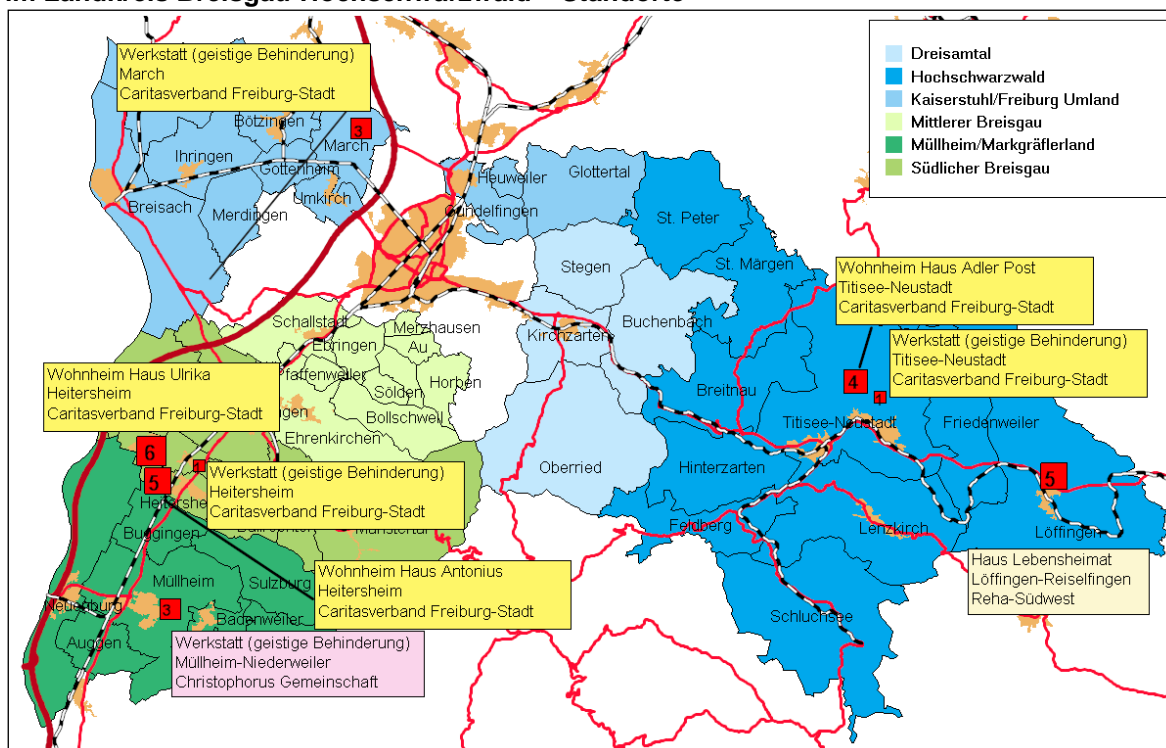 im Landkreis Breisgau-Hochschwarzwald – Standorte
Dreisamtal
Hochschwarzwald
Kaiserstuhl/Freiburg Umland
Mittlerer Breisgau
Müllheim/Markgräflerland
Südlicher Breisgau
Werkstatt (geistige Behinderung)
March
Caritasverband Freiburg-Stadt
Bötzingen
3
March
Ihringen
Gottenheim
Umkirch
Breisach
Merdingen
Heuweiler
Glottertal
Gundelfingen
St. Peter
Stegen
St. Märgen
Wohnheim Haus Adler Post
Titisee-Neustadt
Caritasverband Freiburg-Stadt
Buchenbach
Schallstadt
Merzhausen
Au
Ebringen
Kirchzarten
Werkstatt (geistige Behinderung)
Titisee-Neustadt
Caritasverband Freiburg-Stadt
Wohnheim Haus Ulrika
Heitersheim
Caritasverband Freiburg-Stadt
Pfaffenweiler
Sölden
Horben
Bollschweil
Breitnau
4
1
Titisee-Neustadt
Friedenweiler
Ehrenkirchen
6
5
1
Oberried
Hinterzarten
5
Werkstatt (geistige Behinderung)
Heitersheim
Caritasverband Freiburg-Stadt
Buggingen
Feldberg
Lenzkirch
Löffingen
Haus Lebensheimat
Löffingen-Reiselfingen
Reha-Südwest
Müllheim
Sulzburg
Wohnheim Haus Antonius
Heitersheim
Caritasverband Freiburg-Stadt
Neuenburg
3
Badenweiler
Schluchsee
Auggen
Werkstatt (geistige Behinderung)
Müllheim-Niederweiler
Christophorus Gemeinschaft